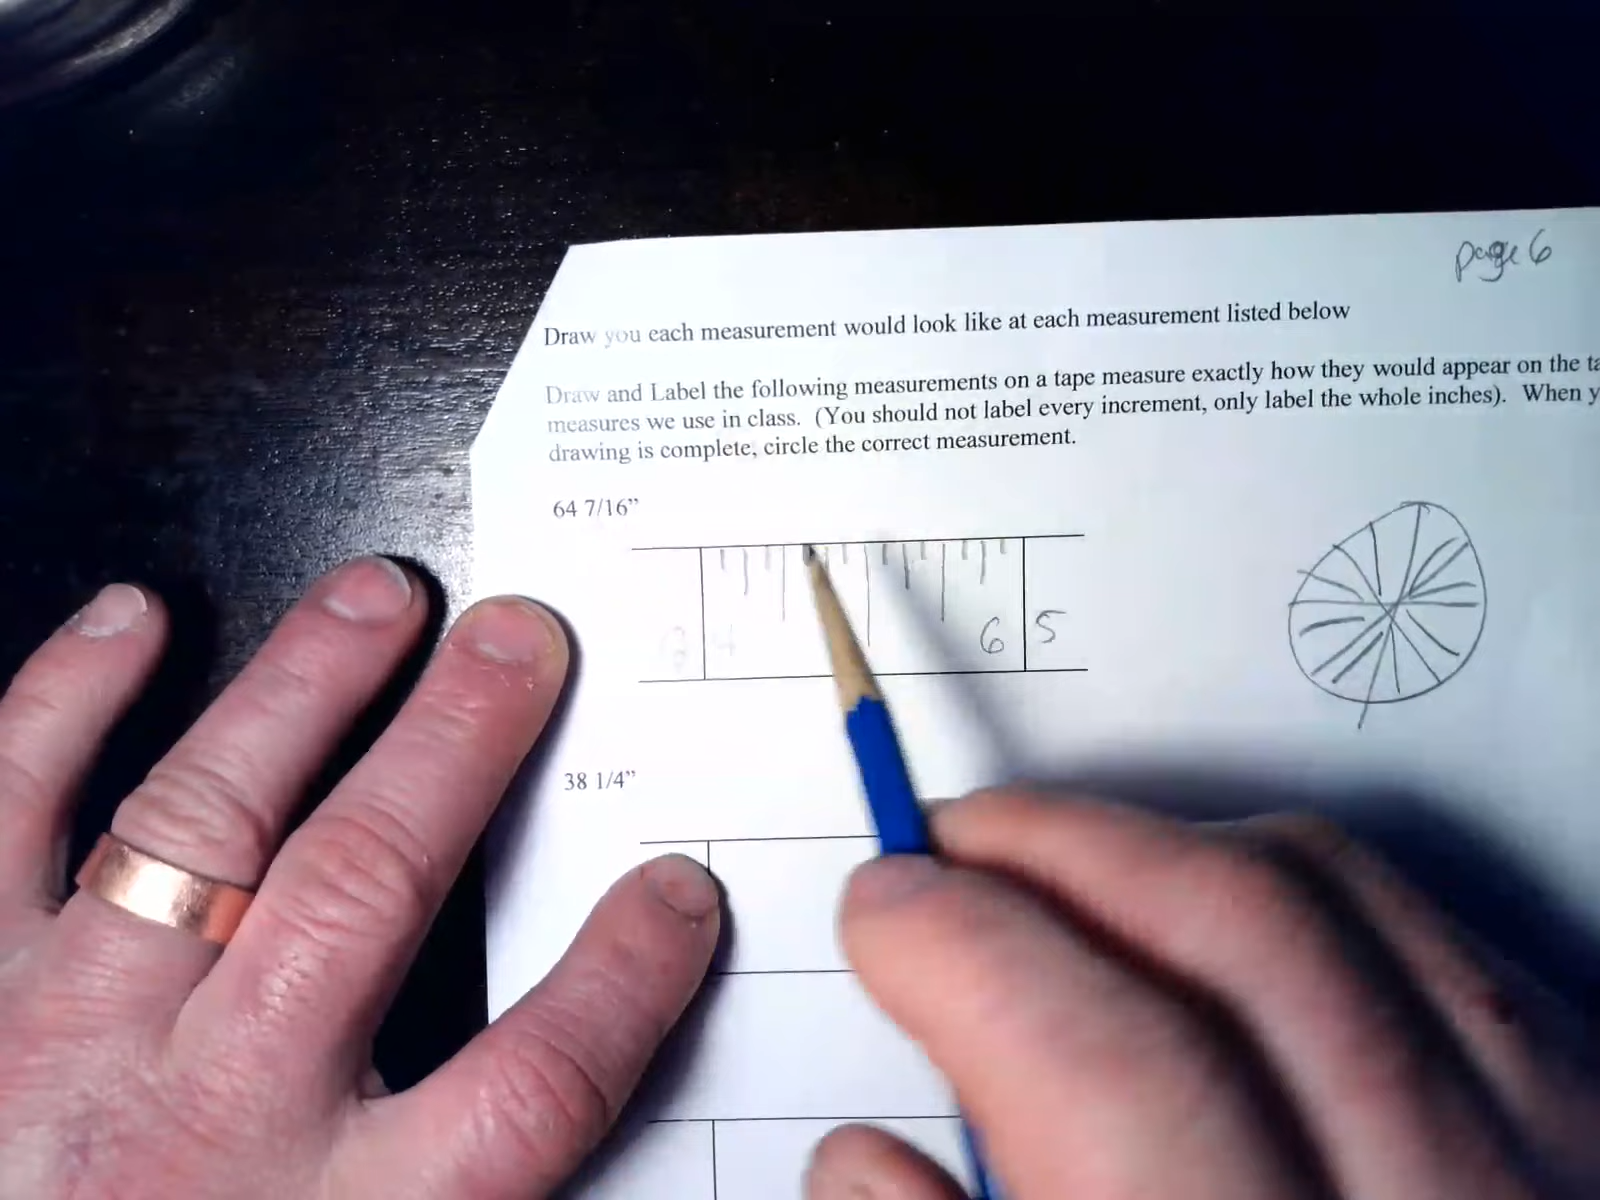 page 6
Draw you each measurement would look like at each measurement listed below
Draw and Label the following measurements on a tape measure exactly how they would appear on the
measures we use in class. (You should not label every increment, only label the whole inches). When
drawing is complete, circle the correct measurement.
64 7/16”
4 6 5
38 1/4”